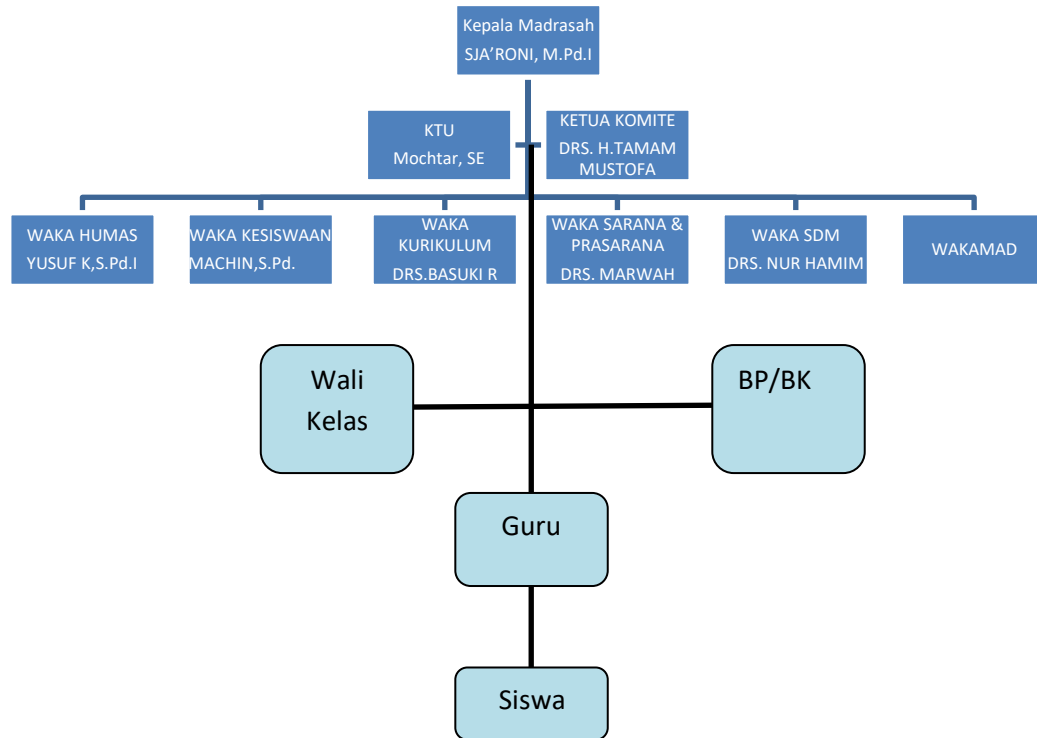 Kepala Madrasah
SJA’RONI, M.Pd.I
KTU
Mochtar, SE
KETUA KOMITE
DRS. H.TAMAM
MUSTOFA
WAKA HUMAS
YUSUF K,S.Pd.I
WAKA KESISWAAN
MACHIN,S.Pd.
WAKA
KURIKULUM
DRS.BASUKI R
WAKA SARANA &
PRASARANA
DRS. MARWAH
WAKA SDM
DRS. NUR HAMIM
WAKAMAD
Wali
Kelas
BP/BK
Guru
Siswa